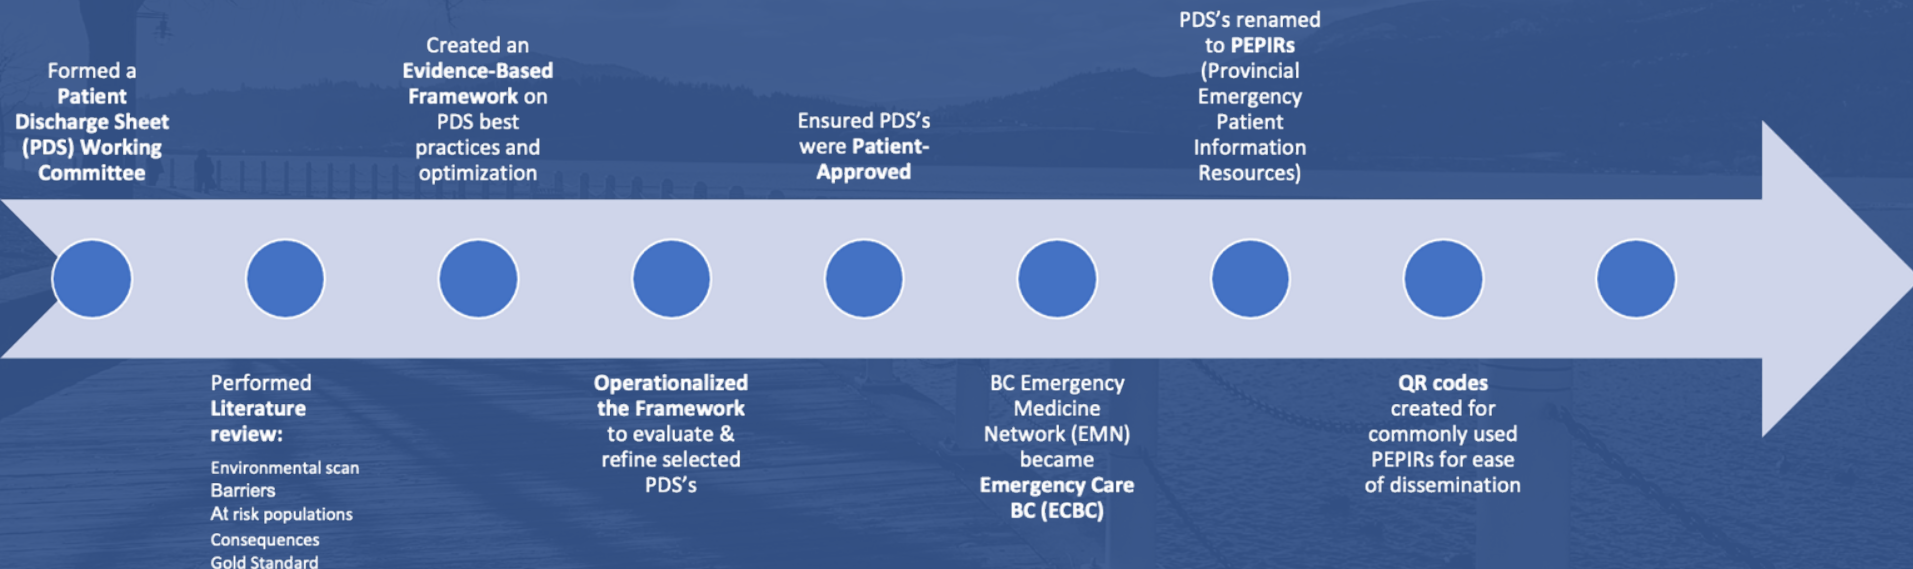 Formed a
Patient
Discharge Sheet
(PDS) Working
Committee
Performed
Literature
review:
Environmental scan
Barriers
At risk populations
Consequences
Gold Standard
Created an
Evidence-Based
Framework on
PDS best
practices and
optimization
Operationalized
the Framework
to evaluate &
refine selected
PDS's
Ensured PDS's
were Patient-
Approved
BC Emergency
Medicine
Network (EMN)
became
Emergency Care
BC (ECBC)
PDS's renamed
to PEPIRs
(Provincial
Emergency
Patient
Information
Resources)
QR codes
created for
commonly used
PEPIRs for ease
of dissemination